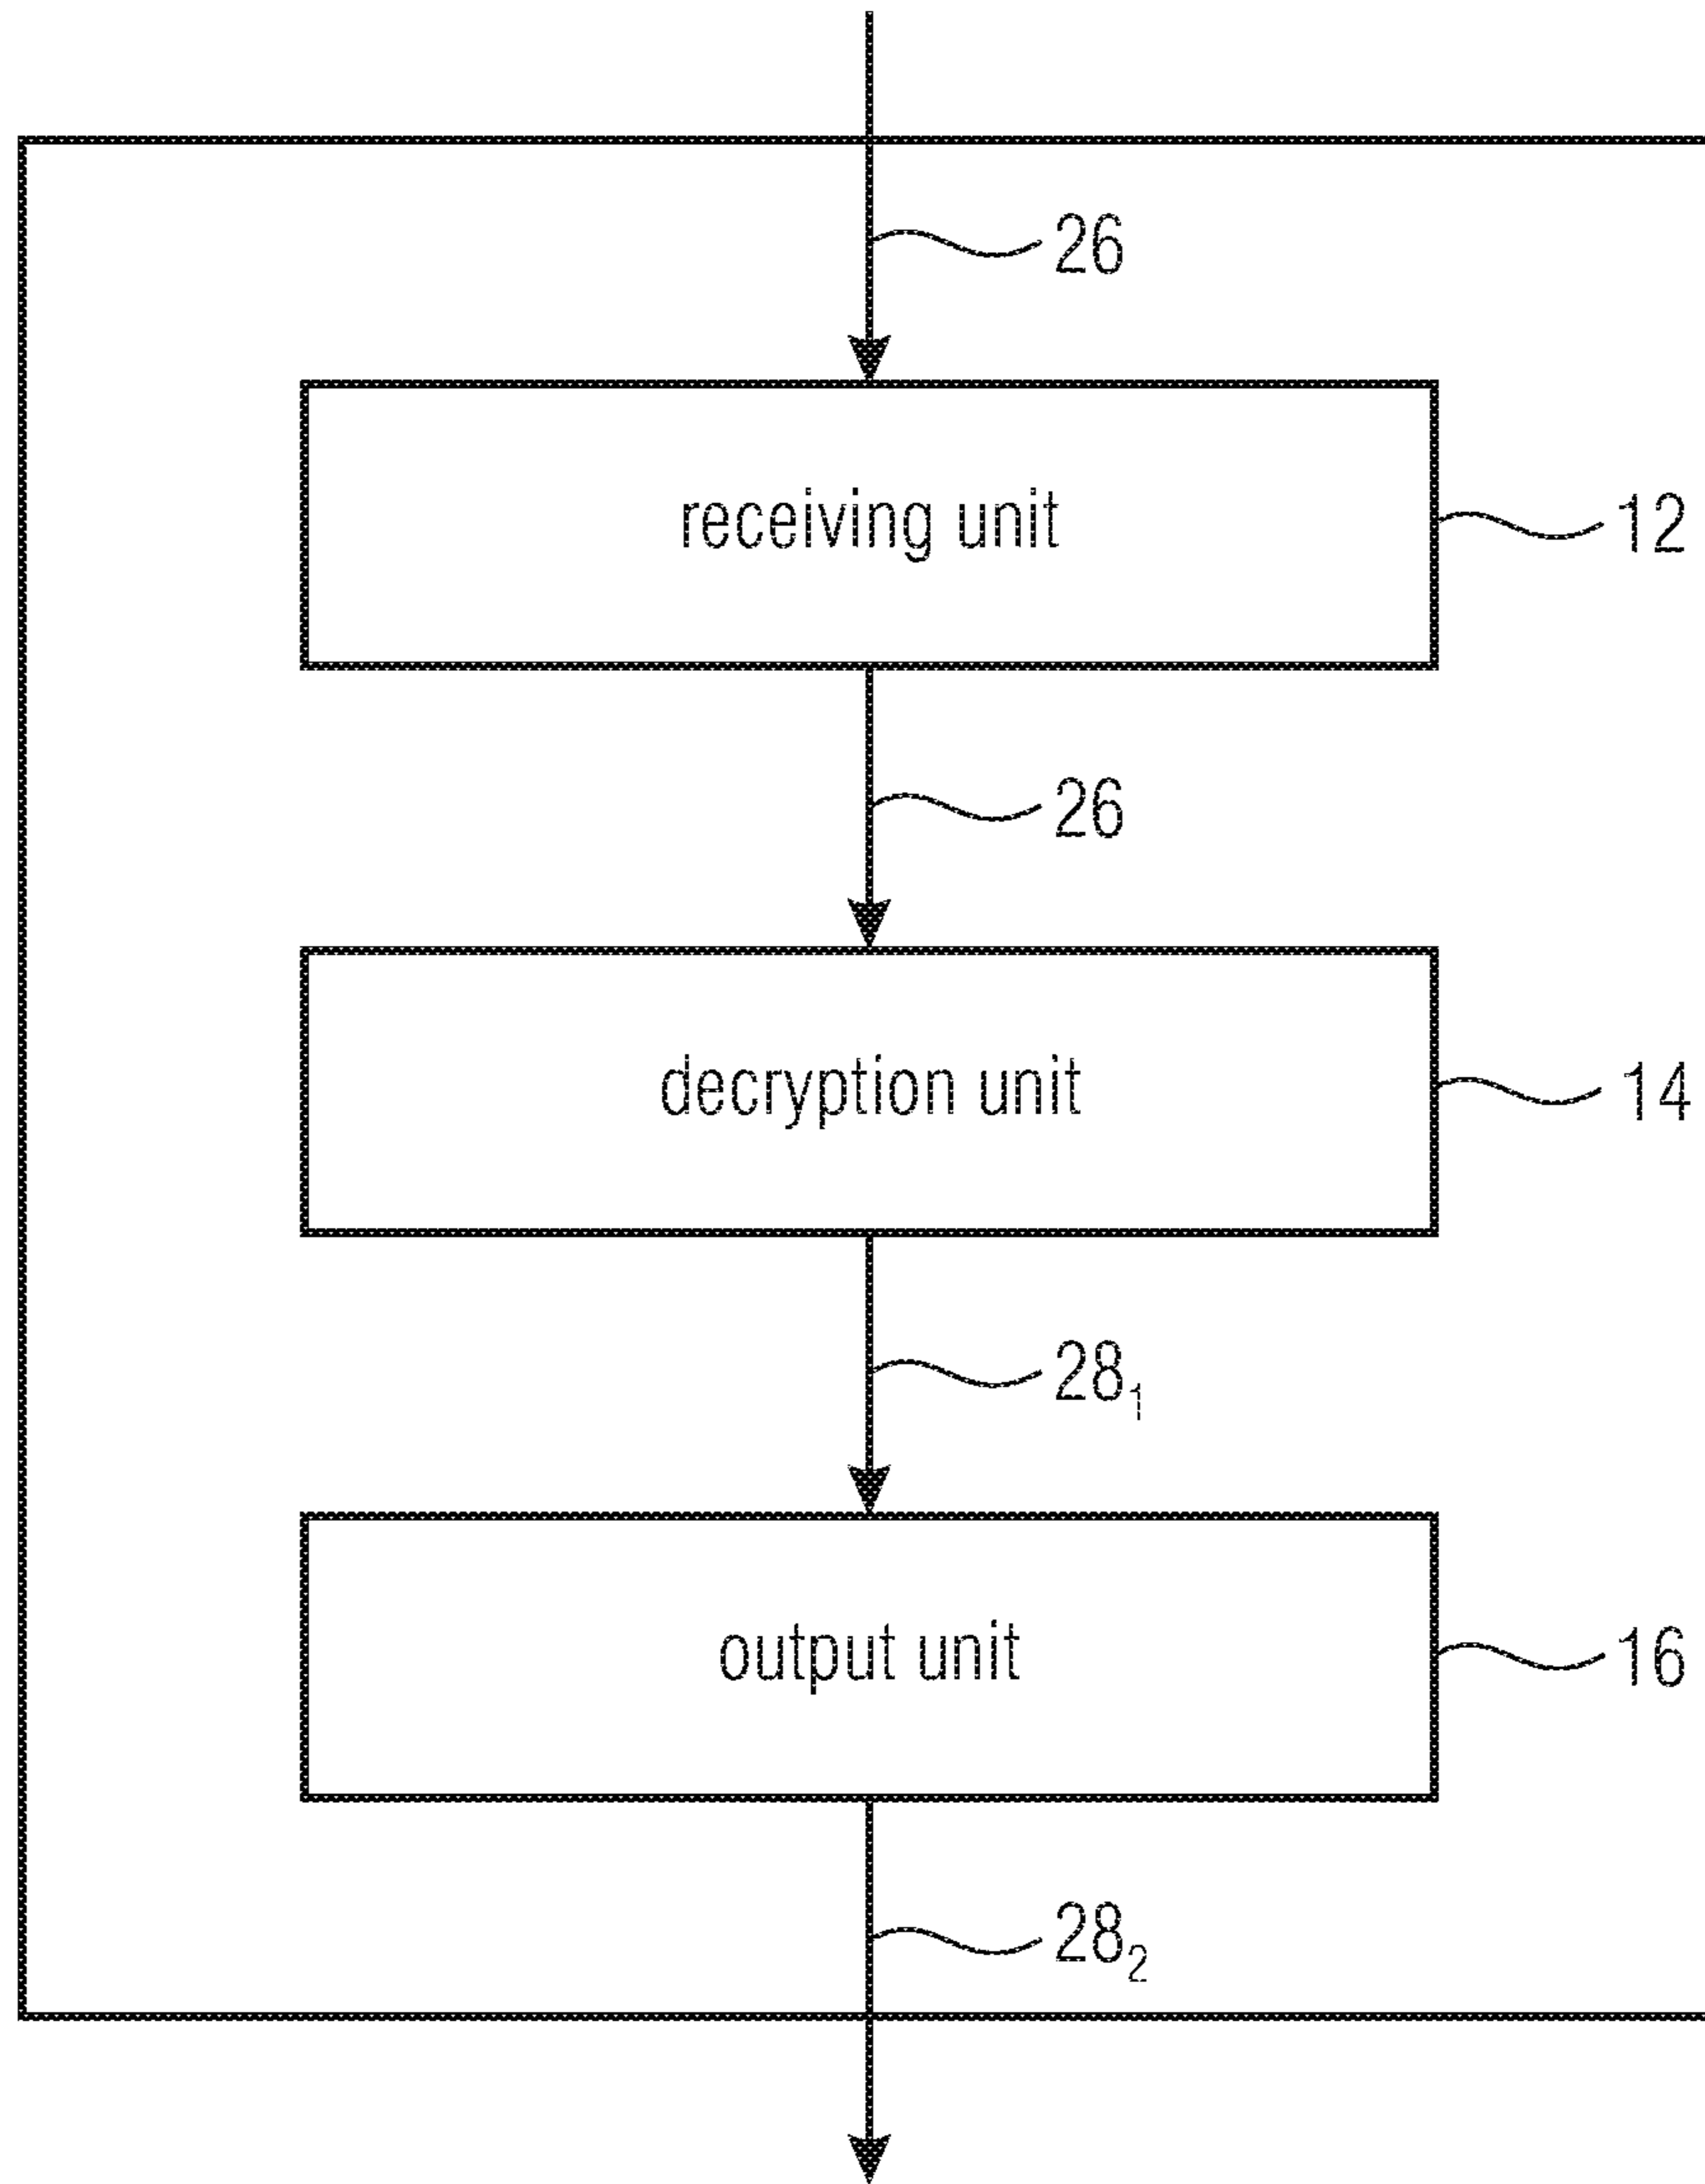 26
receiving unit
12
26
decryption unit
14
28₁
output unit
16
28₂